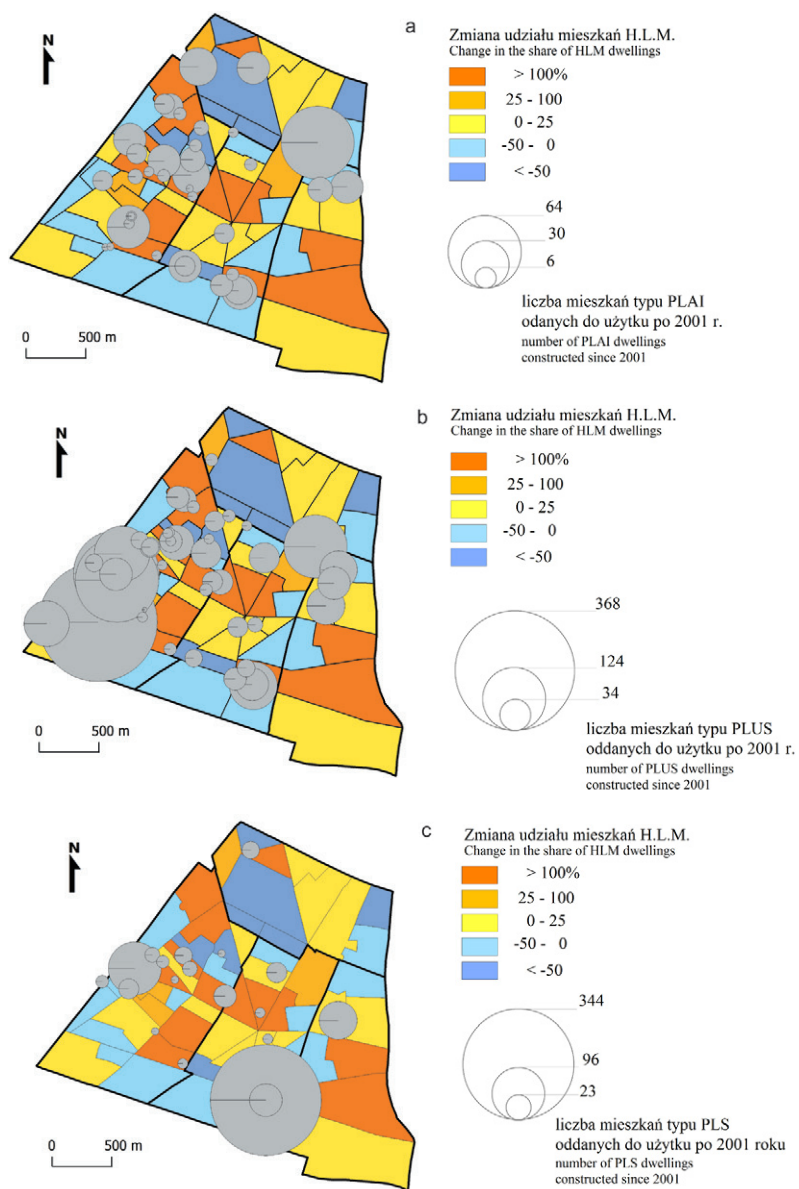 a
Zmiana udziału mieszkań H.L.M.
Change in the share of HLM dwellings
> 100%
25 - 100
0 - 25
-50 - 0
< -50
N
64
30
6
liczba mieszkań typu PLAI
odanych do użytku po 2001 r.
number of PLAI dwellings
constructed since 2001
0 500 m
b
Zmiana udziału mieszkań H.L.M.
Change in the share of HLM dwellings
> 100%
25 - 100
0 - 25
-50 - 0
< -50
N
368
124
34
liczba mieszkań typu PLUS
oddanych do użytku po 2001 r.
number of PLUS dwellings
constructed since 2001
0 500 m
c
Zmiana udziału mieszkań H.L.M.
Change in the share of HLM dwellings
> 100%
25 - 100
0 - 25
-50 - 0
< -50
N
344
96
23
liczba mieszkań typu PLS
oddanych do użytku po 2001 roku
number of PLS dwellings
constructed since 2001
0 500 m